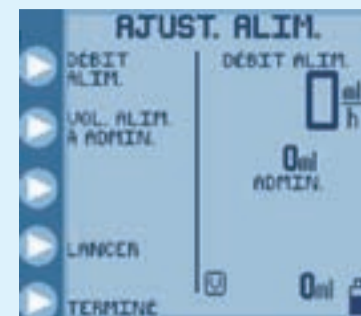 AJUST. ALIM.
DÉBIT
ALIM.
VOL. ALIM.
À ADMIN.
LANCER
TERMINÉ
DÉBIT ALIM.
0 ml/h
0ml
ADMIN.
0ml